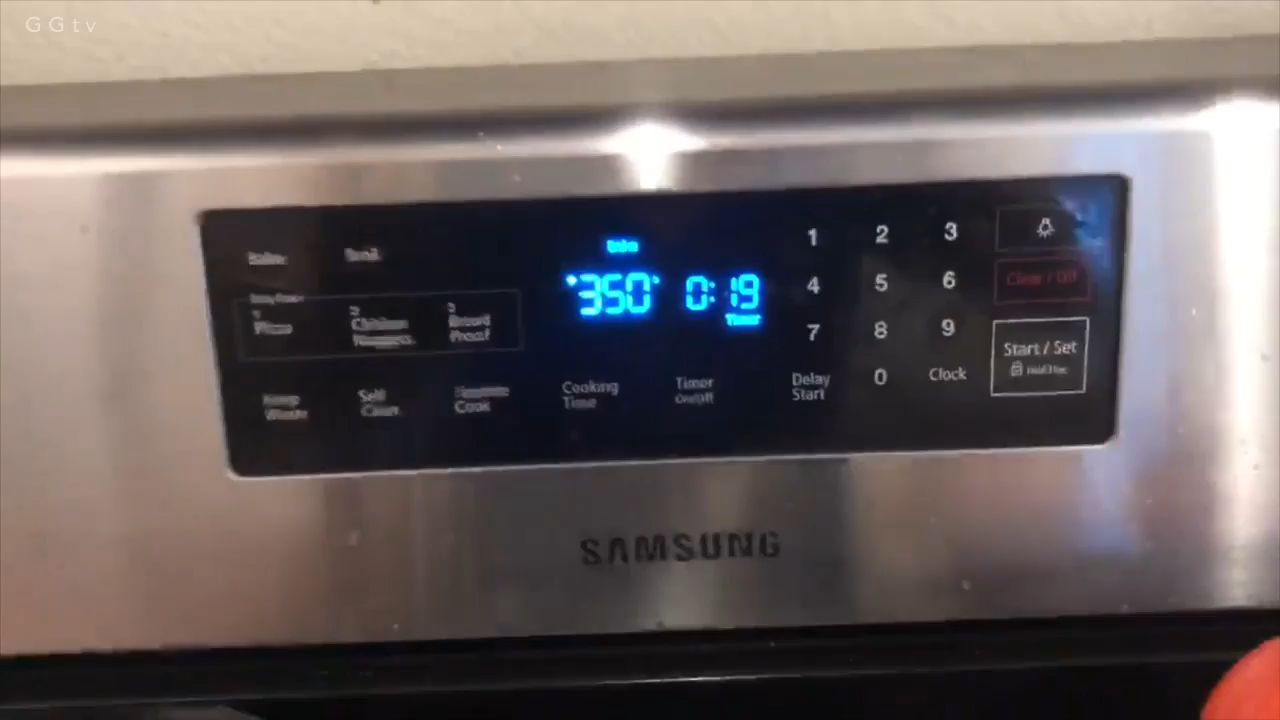 GGtv
Bake
Broil
Bake
350° 0:19
Timer
Pizza
Chicken
Nuggets
Bread
Proof
Keep
Warm
Self
Clean
Cook
Cooking
Time
Timer
On/Off
Delay
Start
1 2 3
4 5 6
7 8 9
0 Clock
Clear / Off
Start / Set
SAMSUNG